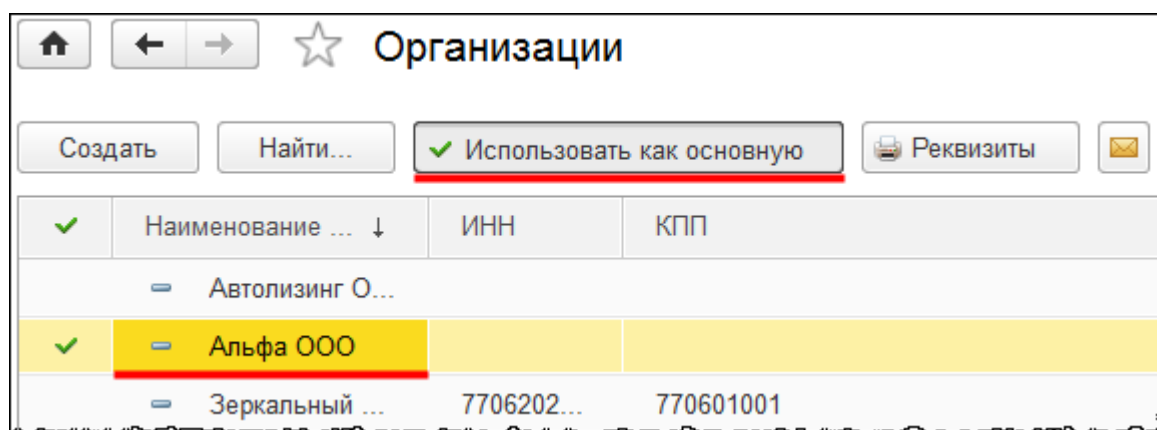 Организации
Создать Найти... Использовать как основную Реквизиты
Наименование ... ↓ ИНН КПП
Автолизинг О...
Альфа ООО
Зеркальный ... 7706202... 770601001